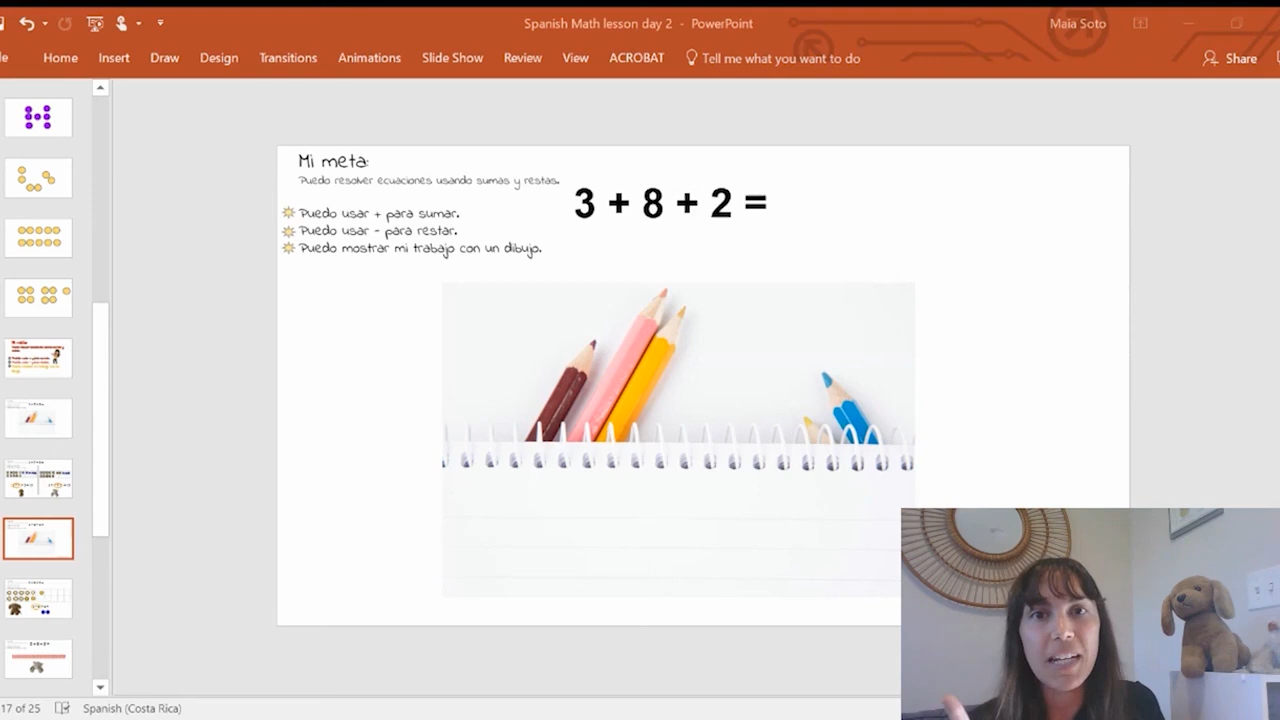 Spanish Math lesson day 2 - PowerPoint
Maia Soto
Home Insert Draw Design Transitions Animations Slide Show Review View ACROBAT Tell me what you want to do Share
Mi meta:
Puedo resolver ecuaciones usando sumas y restas.
3 + 8 + 2 =
Puedo usar + para sumar.
Puedo usar - para restar.
Puedo mostrar mi trabajo con un dibujo.
17 of 25 Spanish (Costa Rica)